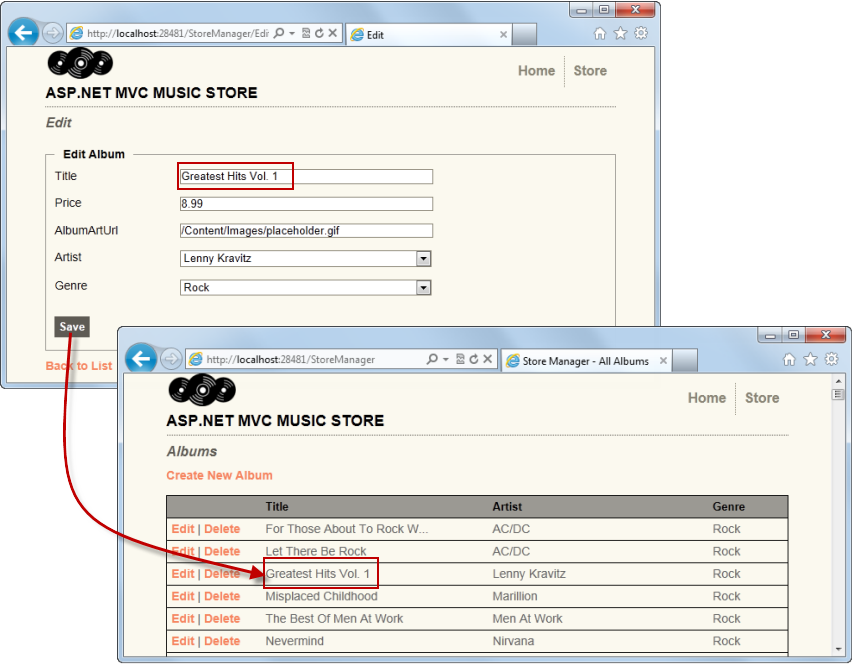 http://localhost:28481/StoreManager/Edi
Edit
Home
Store
ASP.NET MVC MUSIC STORE
Edit
Edit Album
Title
Greatest Hits Vol. 1
Price
8.99
AlbumArtUrl
/Content/Images/placeholder.gif
Artist
Lenny Kravitz
Genre
Rock
Save
Back to List
http://localhost:28481/StoreManager
Store Manager - All Albums
Home
Store
ASP.NET MVC MUSIC STORE
Albums
Create New Album
Title Artist Genre
Edit | Delete For Those About To Rock W... AC/DC Rock
Edit | Delete Let There Be Rock AC/DC Rock
Edit | Delete Greatest Hits Vol. 1 Lenny Kravitz Rock
Edit | Delete Misplaced Childhood Marillion Rock
Edit | Delete The Best Of Men At Work Men At Work Rock
Edit | Delete Nevermind Nirvana Rock